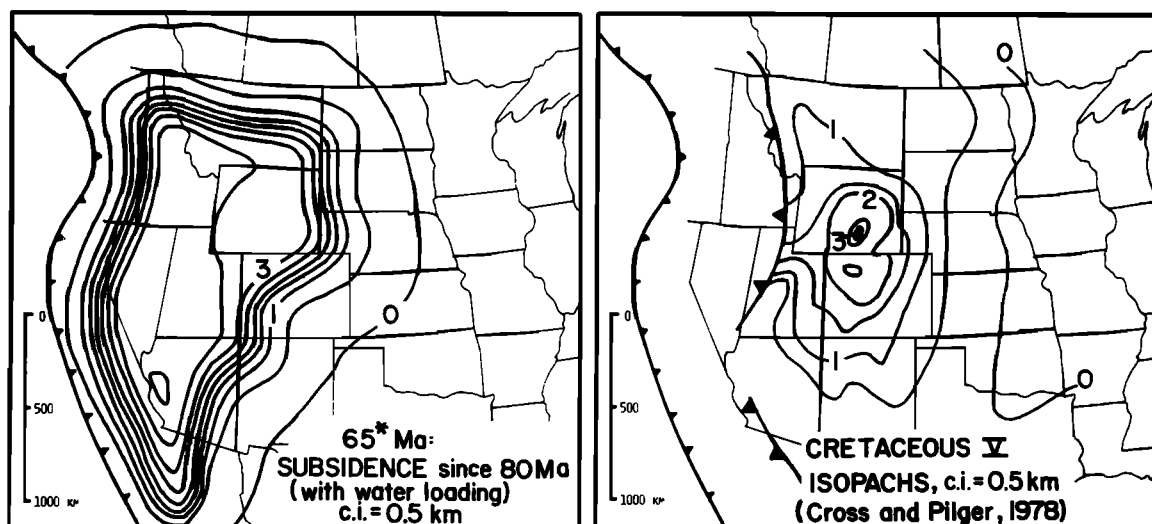 3
1
0
0
500
1000 KM
65* Ma:
SUBSIDENCE since 80Ma
(with water loading)
c.i. = 0.5 km
0
1
2
3
1
0
0
500
1000 KM
CRETACEOUS V
ISOPACHS, c.i. = 0.5 km
(Cross and Pilger, 1978)